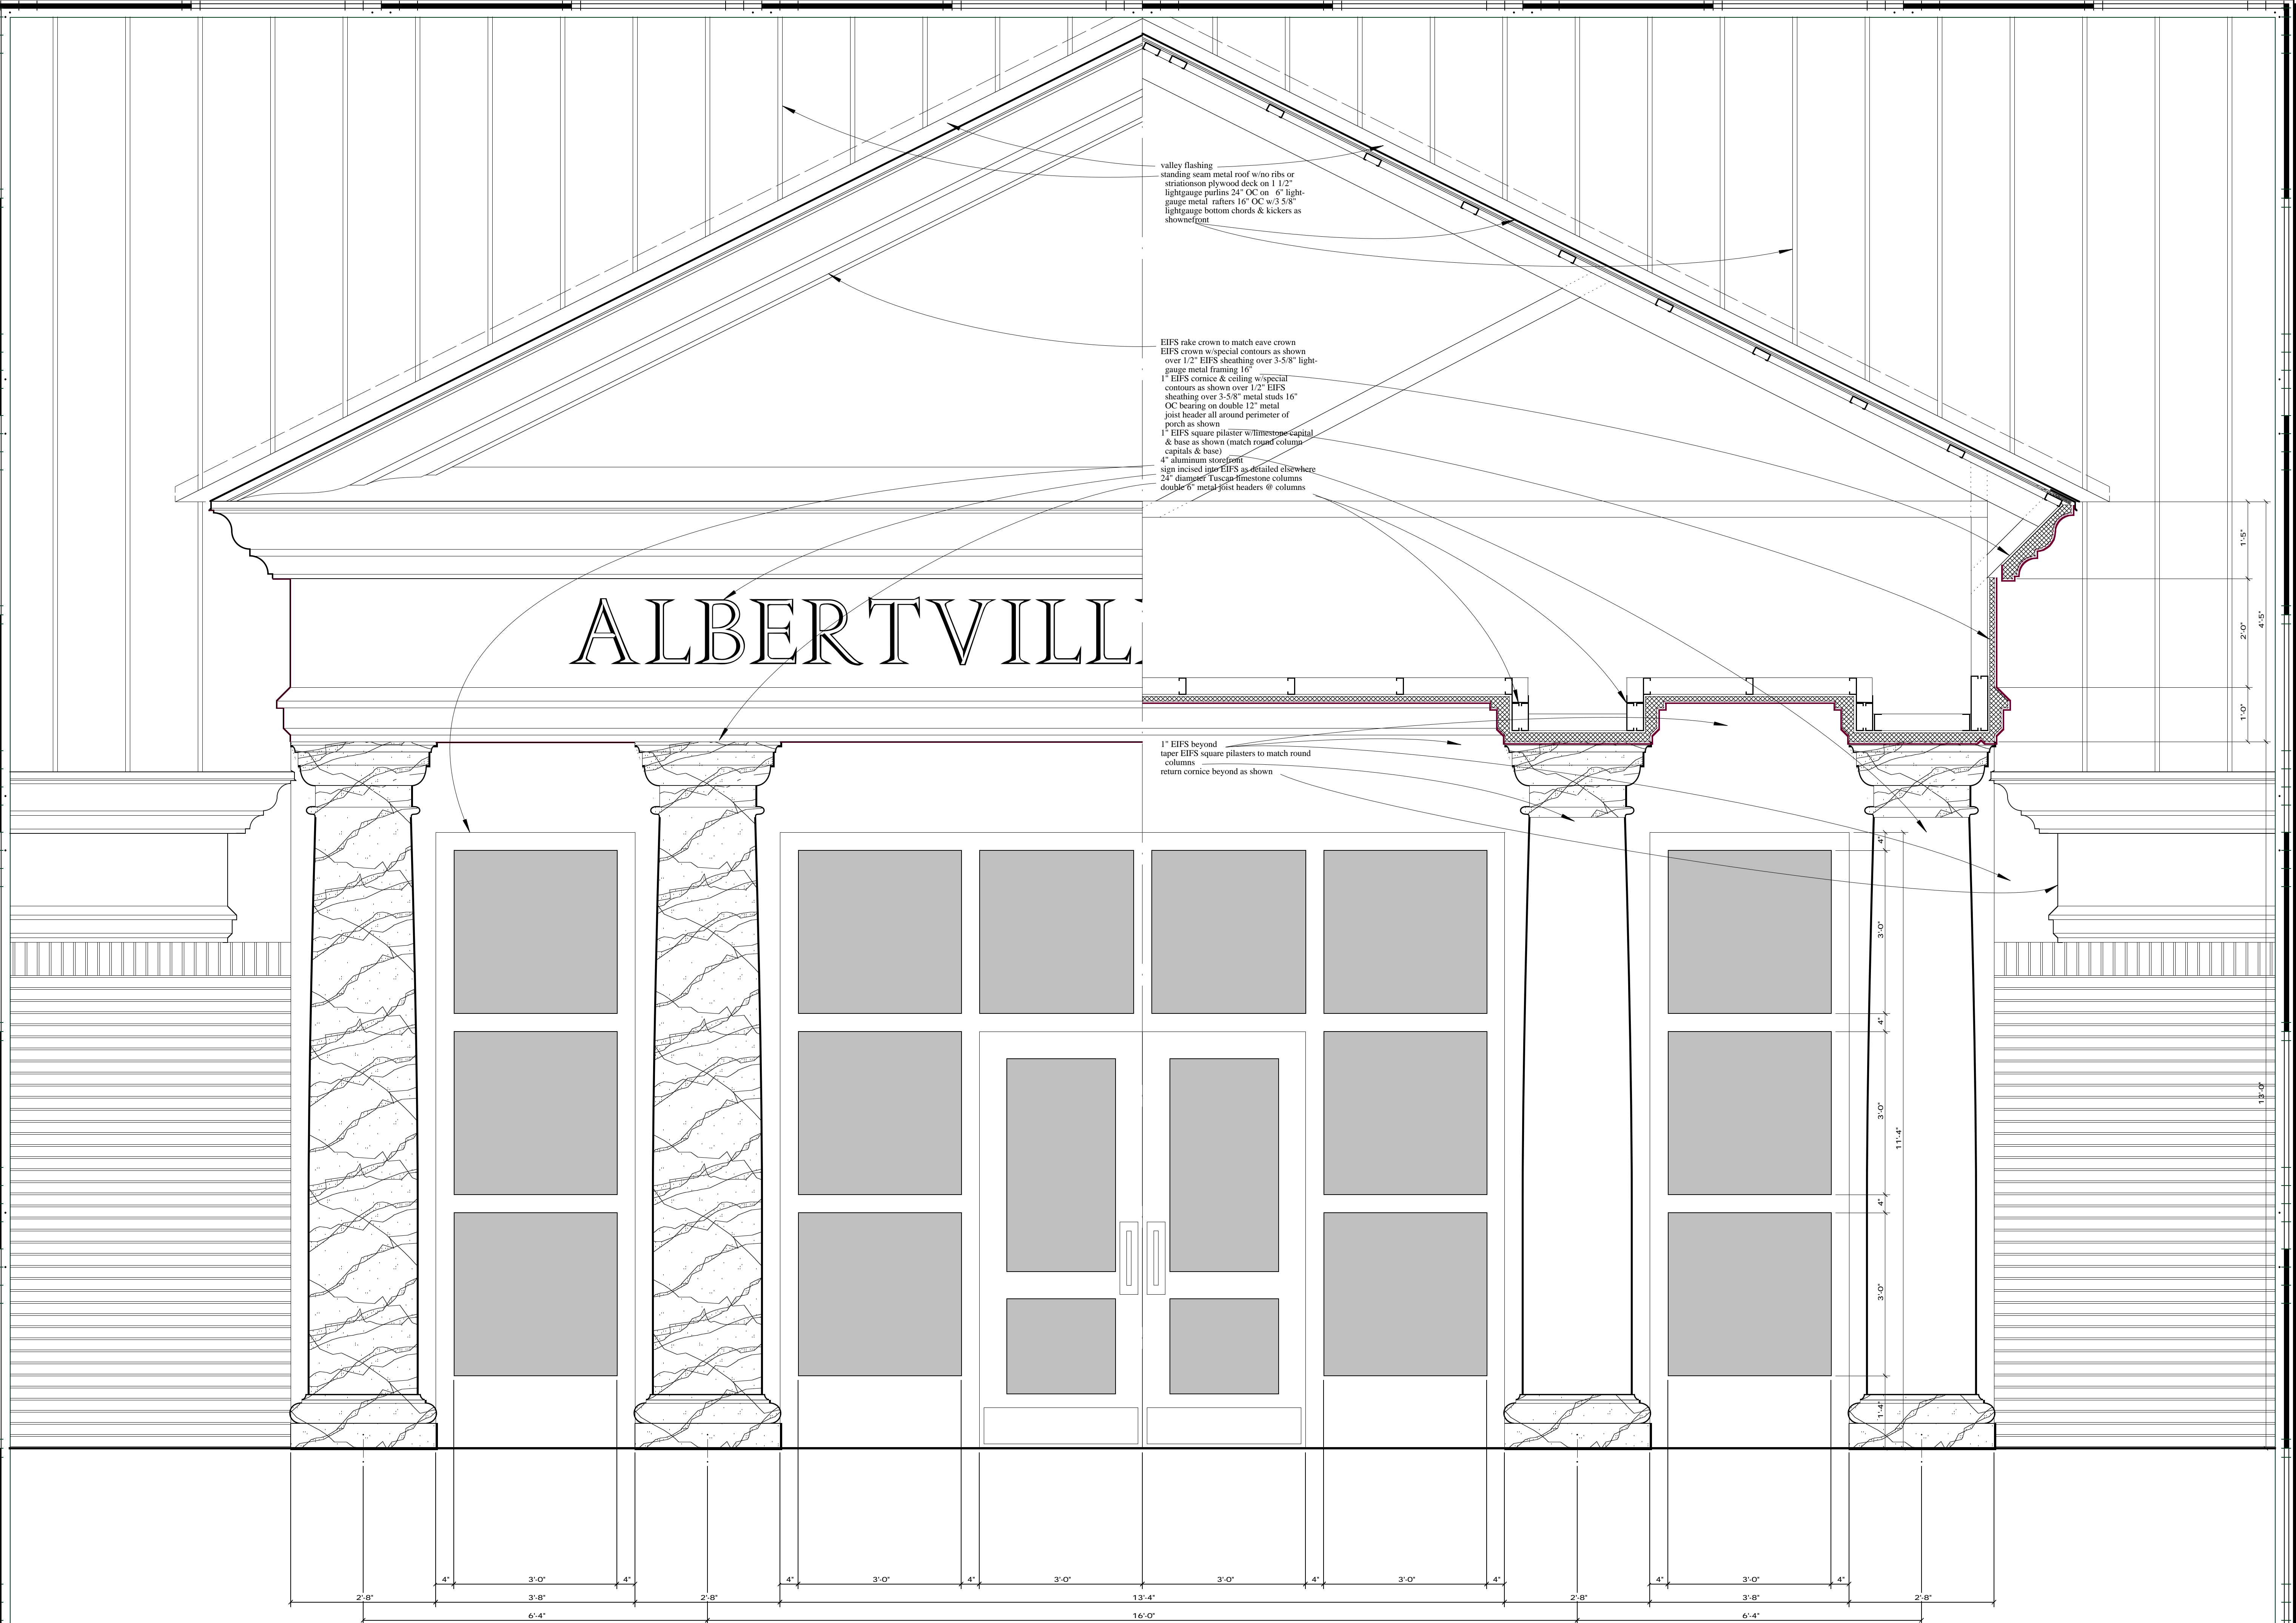 valley flashing
standing seam metal roof w/no ribs or
striationson plywood deck on 1 1/2"
lightgauge purlins 24" OC on 6" light-
gauge metal rafters 16" OC w/3 5/8"
lightgauge bottom chords & kickers as
shownefront
EIFS rake crown to match eave crown
EIFS crown w/special contours as shown
over 1/2" EIFS sheathing over 3-5/8" light-
gauge metal framing 16"
1" EIFS cornice & ceiling w/special
contours as shown over 1/2" EIFS
sheathing over 3-5/8" metal studs 16"
OC bearing on double 12" metal
joist header all around perimeter of
porch as shown
1" EIFS square pilaster w/limestone capital
& base as shown (match round column
capitals & base)
4" aluminum storefront
sign incised into EIFS as detailed elsewhere
24" diameter Tuscan limestone columns
double 6" metal joist headers @ columns
1'-5"
2'-0"
4'-5"
1'-0"
ALBERTVILL
1" EIFS beyond
taper EIFS square pilasters to match round
columns
return cornice beyond as shown
4"
3'-0"
4"
3'-0"
11'-4"
13'-0"
4"
3'-0"
1'-4"
4" 3'-0" 4" 4" 3'-0" 4" 3'-0" 3'-0" 4" 3'-0" 4" 4" 3'-0" 4"
2'-8" 3'-8" 2'-8" 13'-4" 2'-8" 3'-8" 2'-8"
6'-4" 16'-0" 6'-4"